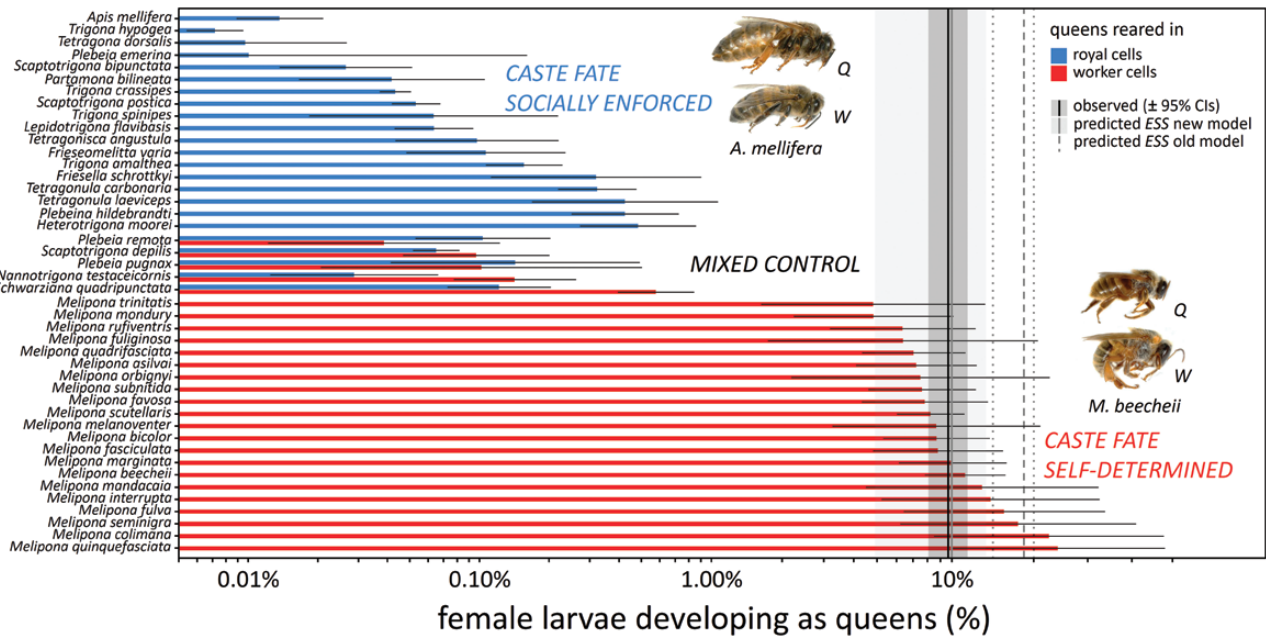 Apis mellifera
Trigona hypogea
Tetragona dorsalis
Plebeia emerina
Scaptotrigona bipunctata
Partamona bilineata
Trigona crassipes
Scaptotrigona postica
Trigona spinipes
Lepidotrigona flavibasis
Tetragonisca angustula
Frieseomelitta varia
Trigona amalthea
Friesella schrottkyi
Tetragonula carbonaria
Tetragonula laeviceps
Plebeina hildebrandti
Heterotrigona moorei
Plebeia remota
Scaptotrigona depilis
Plebeia pugnax
Nannotrigona testaceicornis
chwarziana quadripunctata
Melipona trinitatis
Melipona mondury
Melipona rufiventris
Melipona fuliginosa
Melipona quadrifasciata
Melipona asilvai
Melipona orbignyi
Melipona subnitida
Melipona favosa
Melipona scutellaris
Melipona melanoventer
Melipona bicolor
Melipona fasciculata
Melipona marginata
Melipona beecheii
Melipona mandacaia
Melipona interrupta
Melipona fulva
Melipona seminigra
Melipona colimana
Melipona quinquefasciata
CASTE FATE
SOCIALLY ENFORCED
Q
W
A. mellifera
queens reared in
royal cells
worker cells
observed (± 95% CIs)
predicted ESS new model
predicted ESS old model
MIXED CONTROL
Q
W
M. beecheii
CASTE FATE
SELF-DETERMINED
0.01%
0.10%
1.00%
10%
female larvae developing as queens (%)